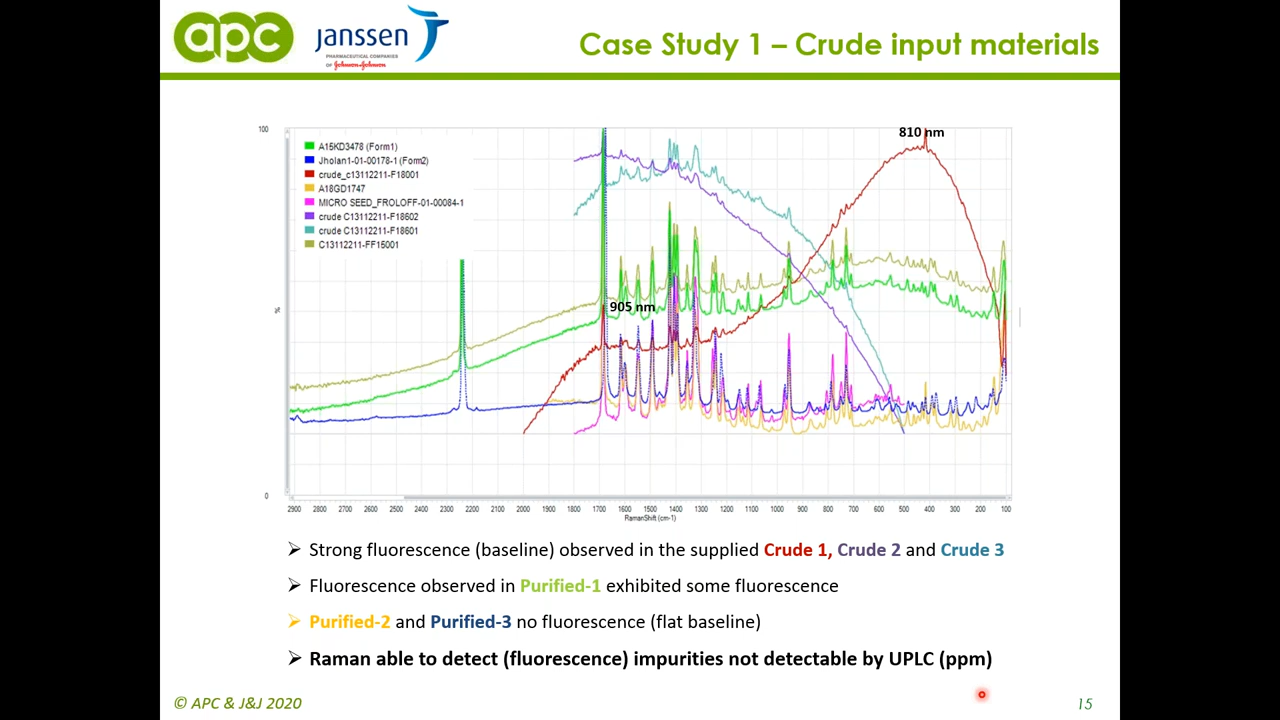 apc
janssen
PHARMACEUTICAL COMPANIES
OF Johnson&Johnson
Case Study 1 – Crude input materials
100
810 nm
A15KD3478 (Form1)
Jholan1-01-00178-1 (Form2)
crude_c13112211-F18001
A18GD1747
MICRO SEED_FROLOFF-01-00084-1
crude C13112211-F18602
crude C13112211-F18601
C13112211-FF15001
905 nm
%
0
2900 2800 2700 2600 2500 2400 2300 2200 2100 2000 1900 1800 1700 1600 1500 1400 1300 1200 1100 1000 900 800 700 600 500 400 300 200 100
RamanShift (cm-1)
➢ Strong fluorescence (baseline) observed in the supplied Crude 1, Crude 2 and Crude 3
➢ Fluorescence observed in Purified-1 exhibited some fluorescence
➢ Purified-2 and Purified-3 no fluorescence (flat baseline)
➢ Raman able to detect (fluorescence) impurities not detectable by UPLC (ppm)
© APC & J&J 2020
15